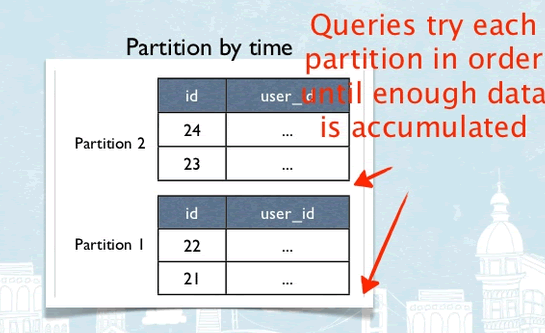 Queries try each
partition in order
until enough data
is accumulated
Partition by time
id user_id
Partition 2
24 ...
23 ...
id user_id
Partition 1
22 ...
21 ...